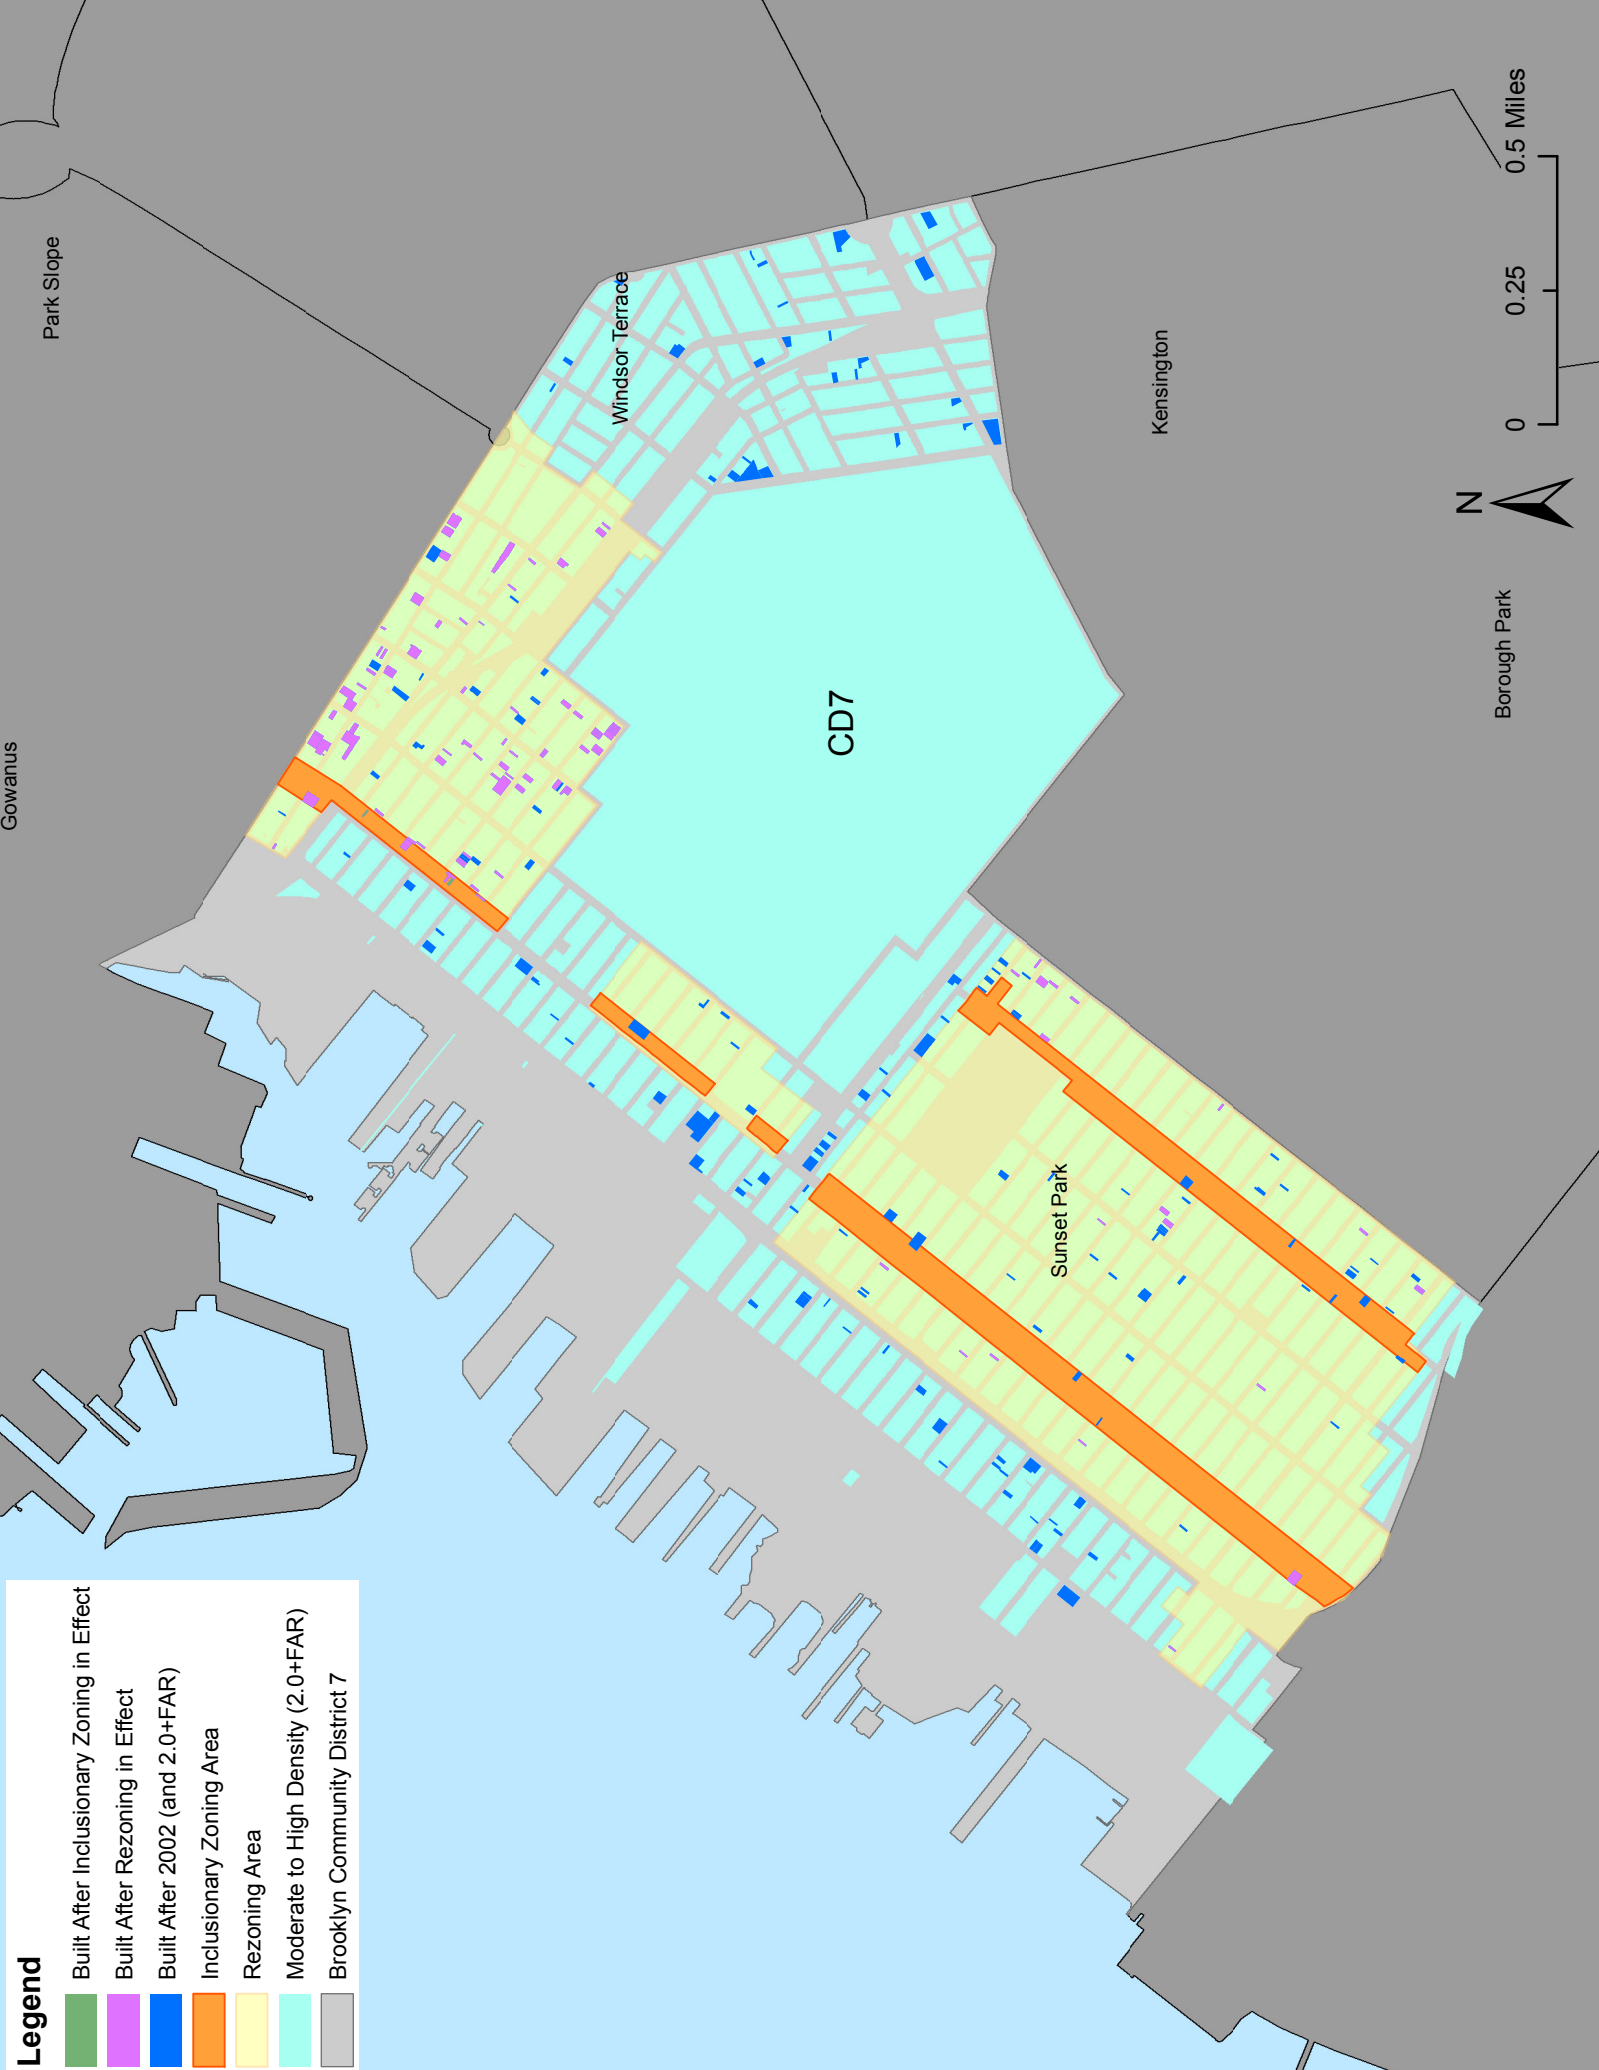 Legend
Built After Inclusionary Zoning in Effect
Built After Rezoning in Effect
Built After 2002 (and 2.0+FAR)
Inclusionary Zoning Area
Rezoning Area
Moderate to High Density (2.0+FAR)
Brooklyn Community District 7
Gowanus
Park Slope
Windsor Terrace
CD7
Sunset Park
Kensington
Borough Park
N
0 0.25 0.5 Miles